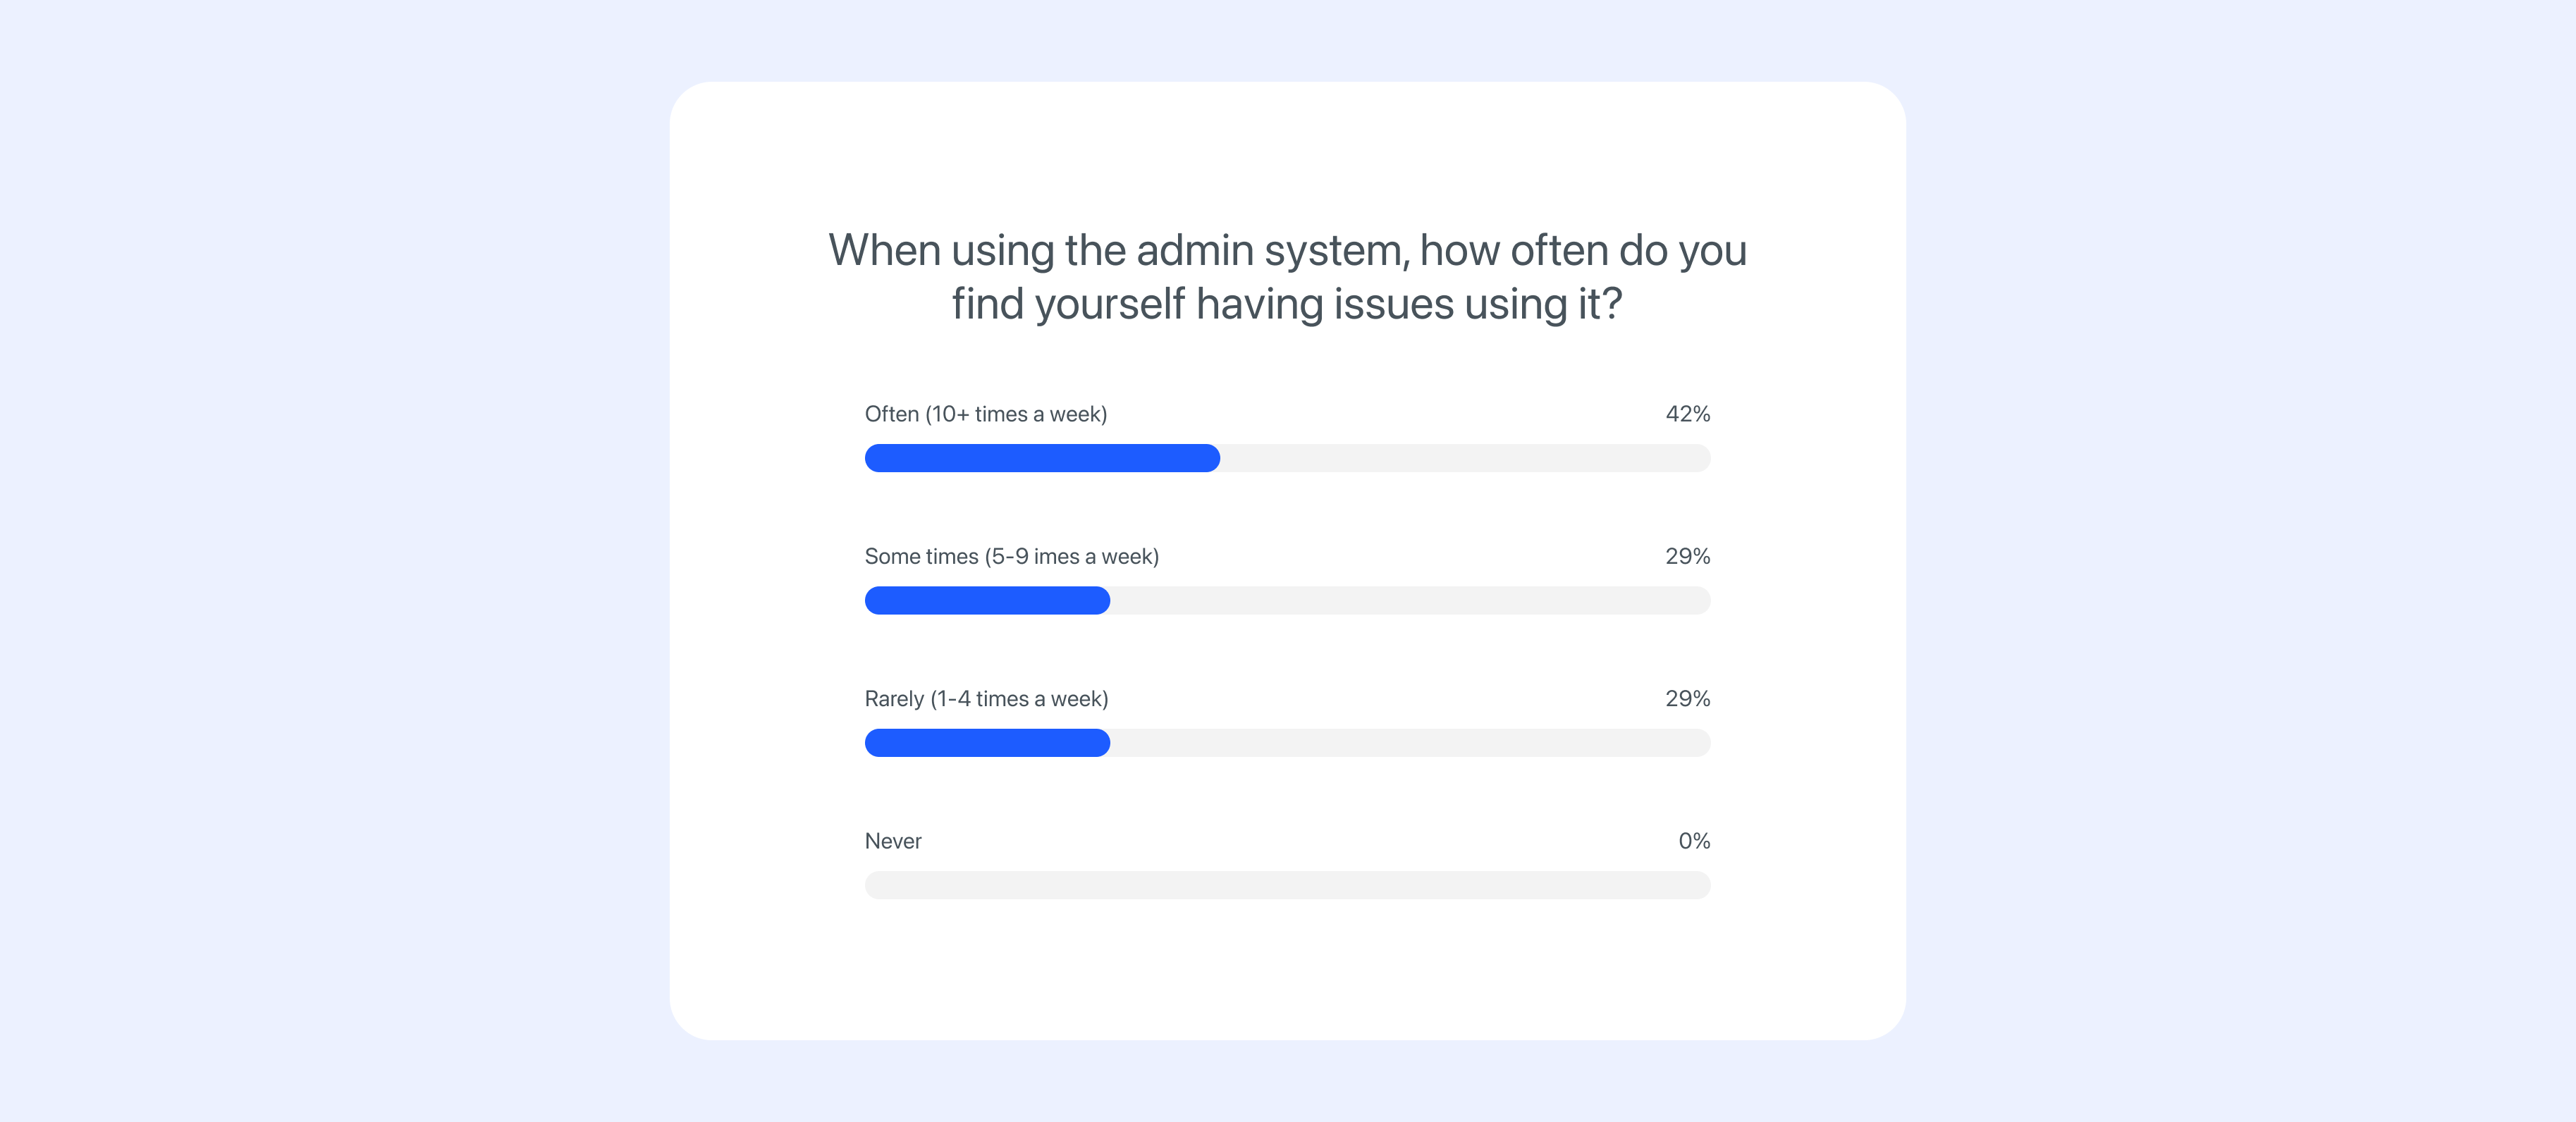 When using the admin system, how often do you
find yourself having issues using it?
Often (10+ times a week) 42%
Some times (5-9 imes a week) 29%
Rarely (1-4 times a week) 29%
Never 0%